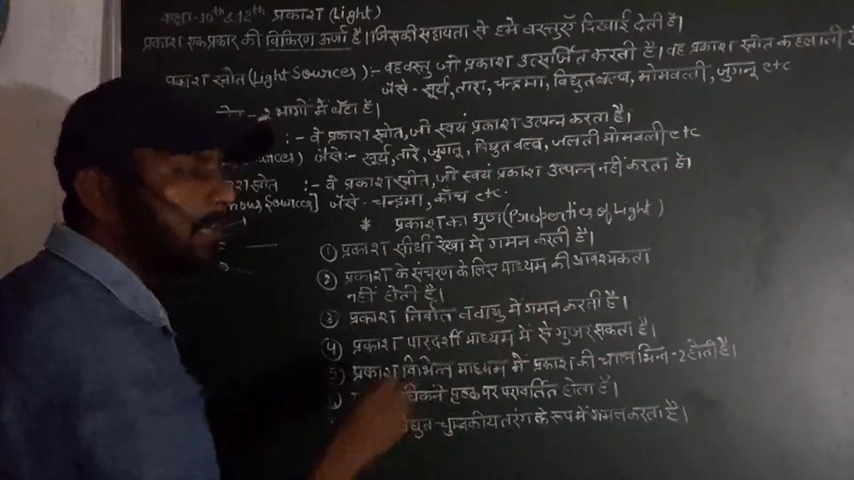 कक्षा-10th & 12th प्रकाश (Light)
प्रकाश एक प्रकार की विकिरण ऊर्जा है। जिसकी सहायता से हमे वस्तुएँ दिखाई देती है।
प्रकाश स्रोत (Light Sources) :- वह वस्तु जो प्रकाश उत्सर्जित करती है। वह प्रकाश स्रोत कहलाती है
जैसे - सूर्य, तारा, चन्द्रमा, विद्युत बल्ब, मोमबत्ती, जुगनू etc
2 भागों में बँटा है।
:- वे प्रकाश स्रोत, जो स्वयं प्रकाश उत्पन्न करता है।
जैसे:- सूर्य, तारे, जुगनू, विद्युत बल्ब, जलती मोमबत्ती etc
स्रोत :- वे प्रकाश स्रोत, जो स्वयं प्रकाश उत्पन्न नहीं करता है।
Sources] जैसे - चन्द्रमा, काँच etc.
* प्रकाश का गुण (Properties of Light)
① प्रकाश सीधी रेखा में गमन करती है।
② प्रकाश के संचरण के लिए माध्यम की आवश्यकता
नहीं होती है।
③ प्रकाश निर्वात व वायु में गमन करती है।
④ प्रकाश पारदर्शी माध्यम में से गुजर सकता है।
⑤ प्रकाश विभिन्न माध्यम में प्रकाश की चाल भिन्न-2 होती है।
चिकने पृष्ठ पर परावर्तित होता है।
चुम्बकीय तरंग के रूप में गमन करता है।